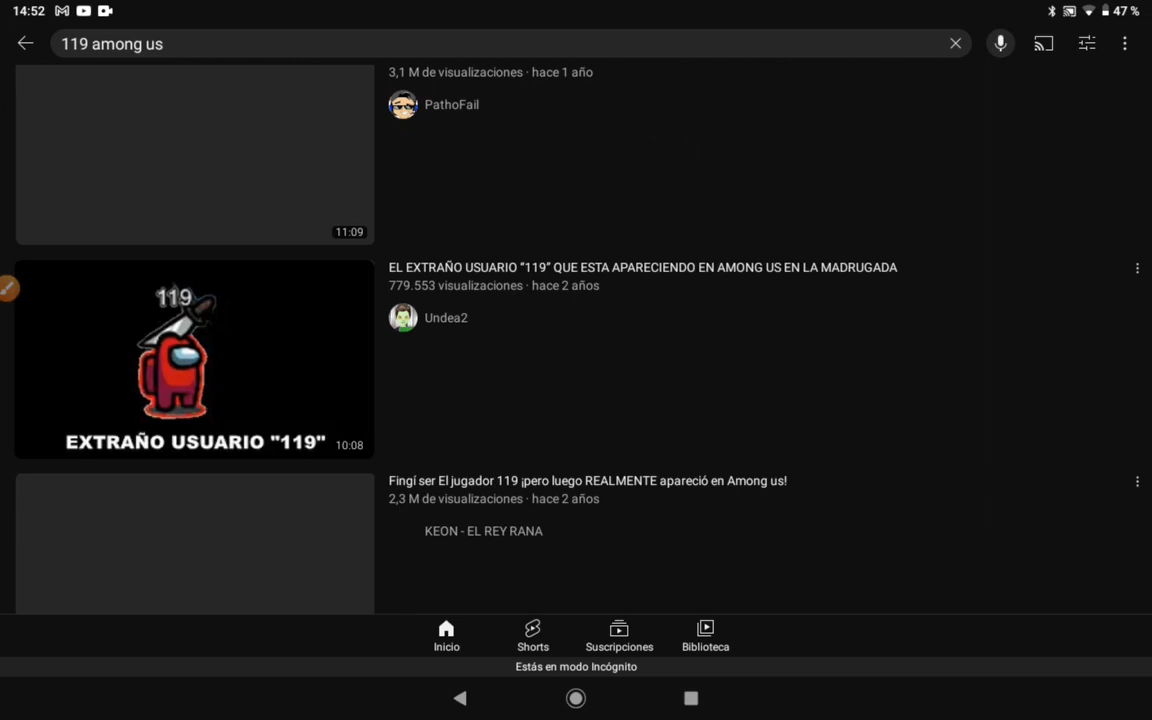 14:52
47 %
119 among us
3,1 M de visualizaciones · hace 1 año
PathoFail
11:09
EL EXTRAÑO USUARIO “119” QUE ESTA APARECIENDO EN AMONG US EN LA MADRUGADA
779.553 visualizaciones · hace 2 años
Undea2
119
EXTRAÑO USUARIO "119"
10:08
Fingí ser El jugador 119 ¡pero luego REALMENTE apareció en Among us!
2,3 M de visualizaciones · hace 2 años
KEON - EL REY RANA
Inicio
Shorts
Suscripciones
Biblioteca
Estás en modo Incógnito